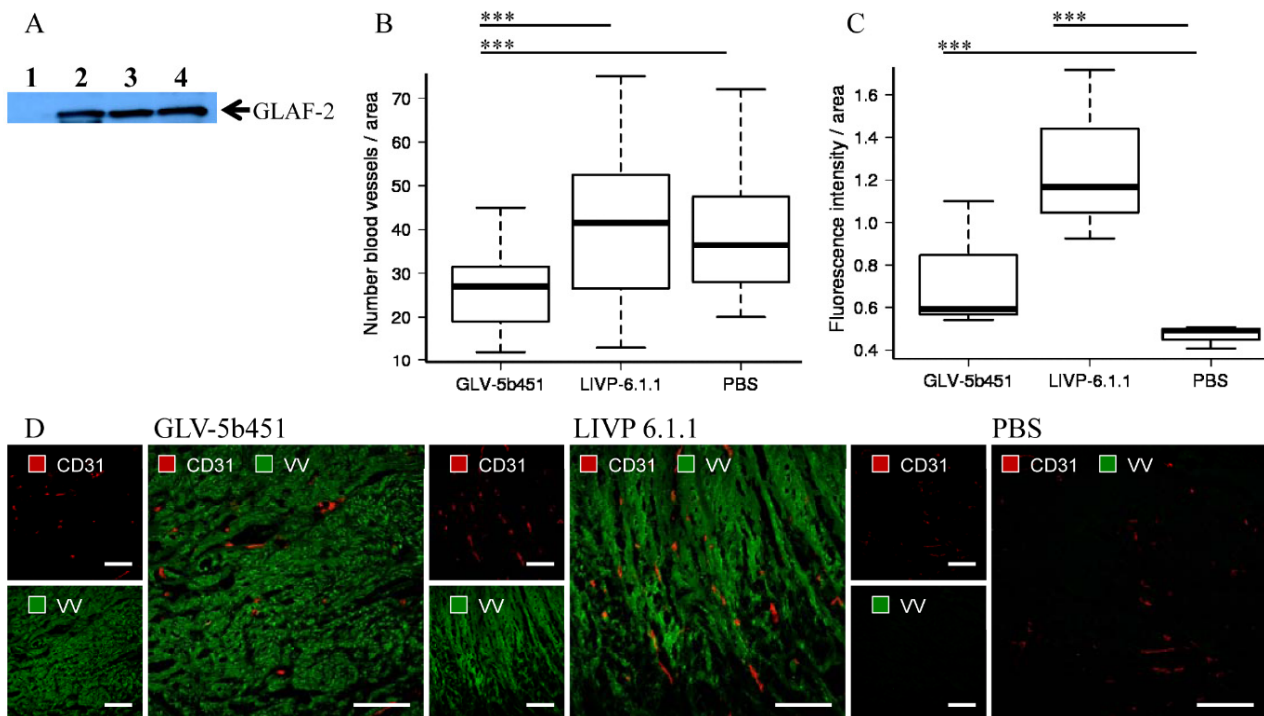 A
1 2 3 4
GLAF-2
B
***
***
Number blood vessels / area
70
60
50
40
30
20
10
GLV-5b451 LIVP-6.1.1 PBS
C
***
***
Fluorescence intensity / area
1.6
1.4
1.2
1.0
0.8
0.6
0.4
GLV-5b451 LIVP-6.1.1 PBS
D
GLV-5b451
CD31
VV
CD31 VV
LIVP 6.1.1
CD31
VV
CD31 VV
PBS
CD31
VV
CD31 VV